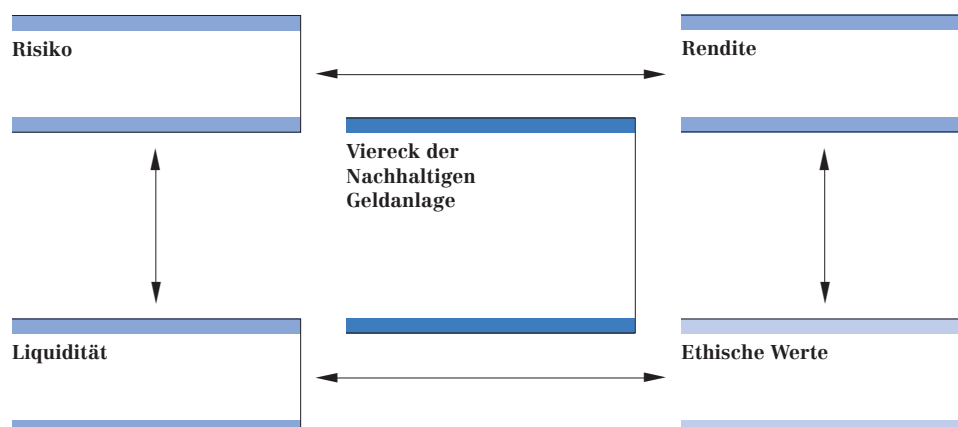 Risiko
Rendite
Viereck der
Nachhaltigen
Geldanlage
Liquidität
Ethische Werte